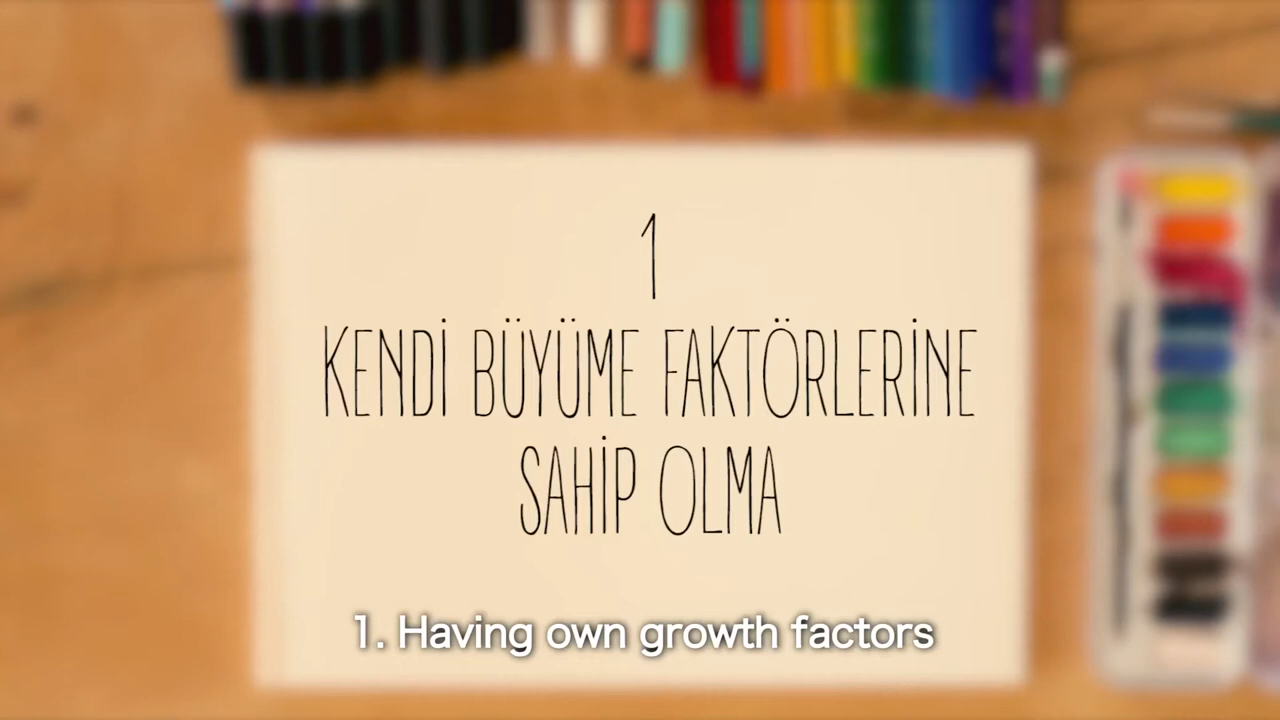 1
KENDİ BÜYÜME FAKTÖRLERİNE
SAHİP OLMA
1. Having own growth factors